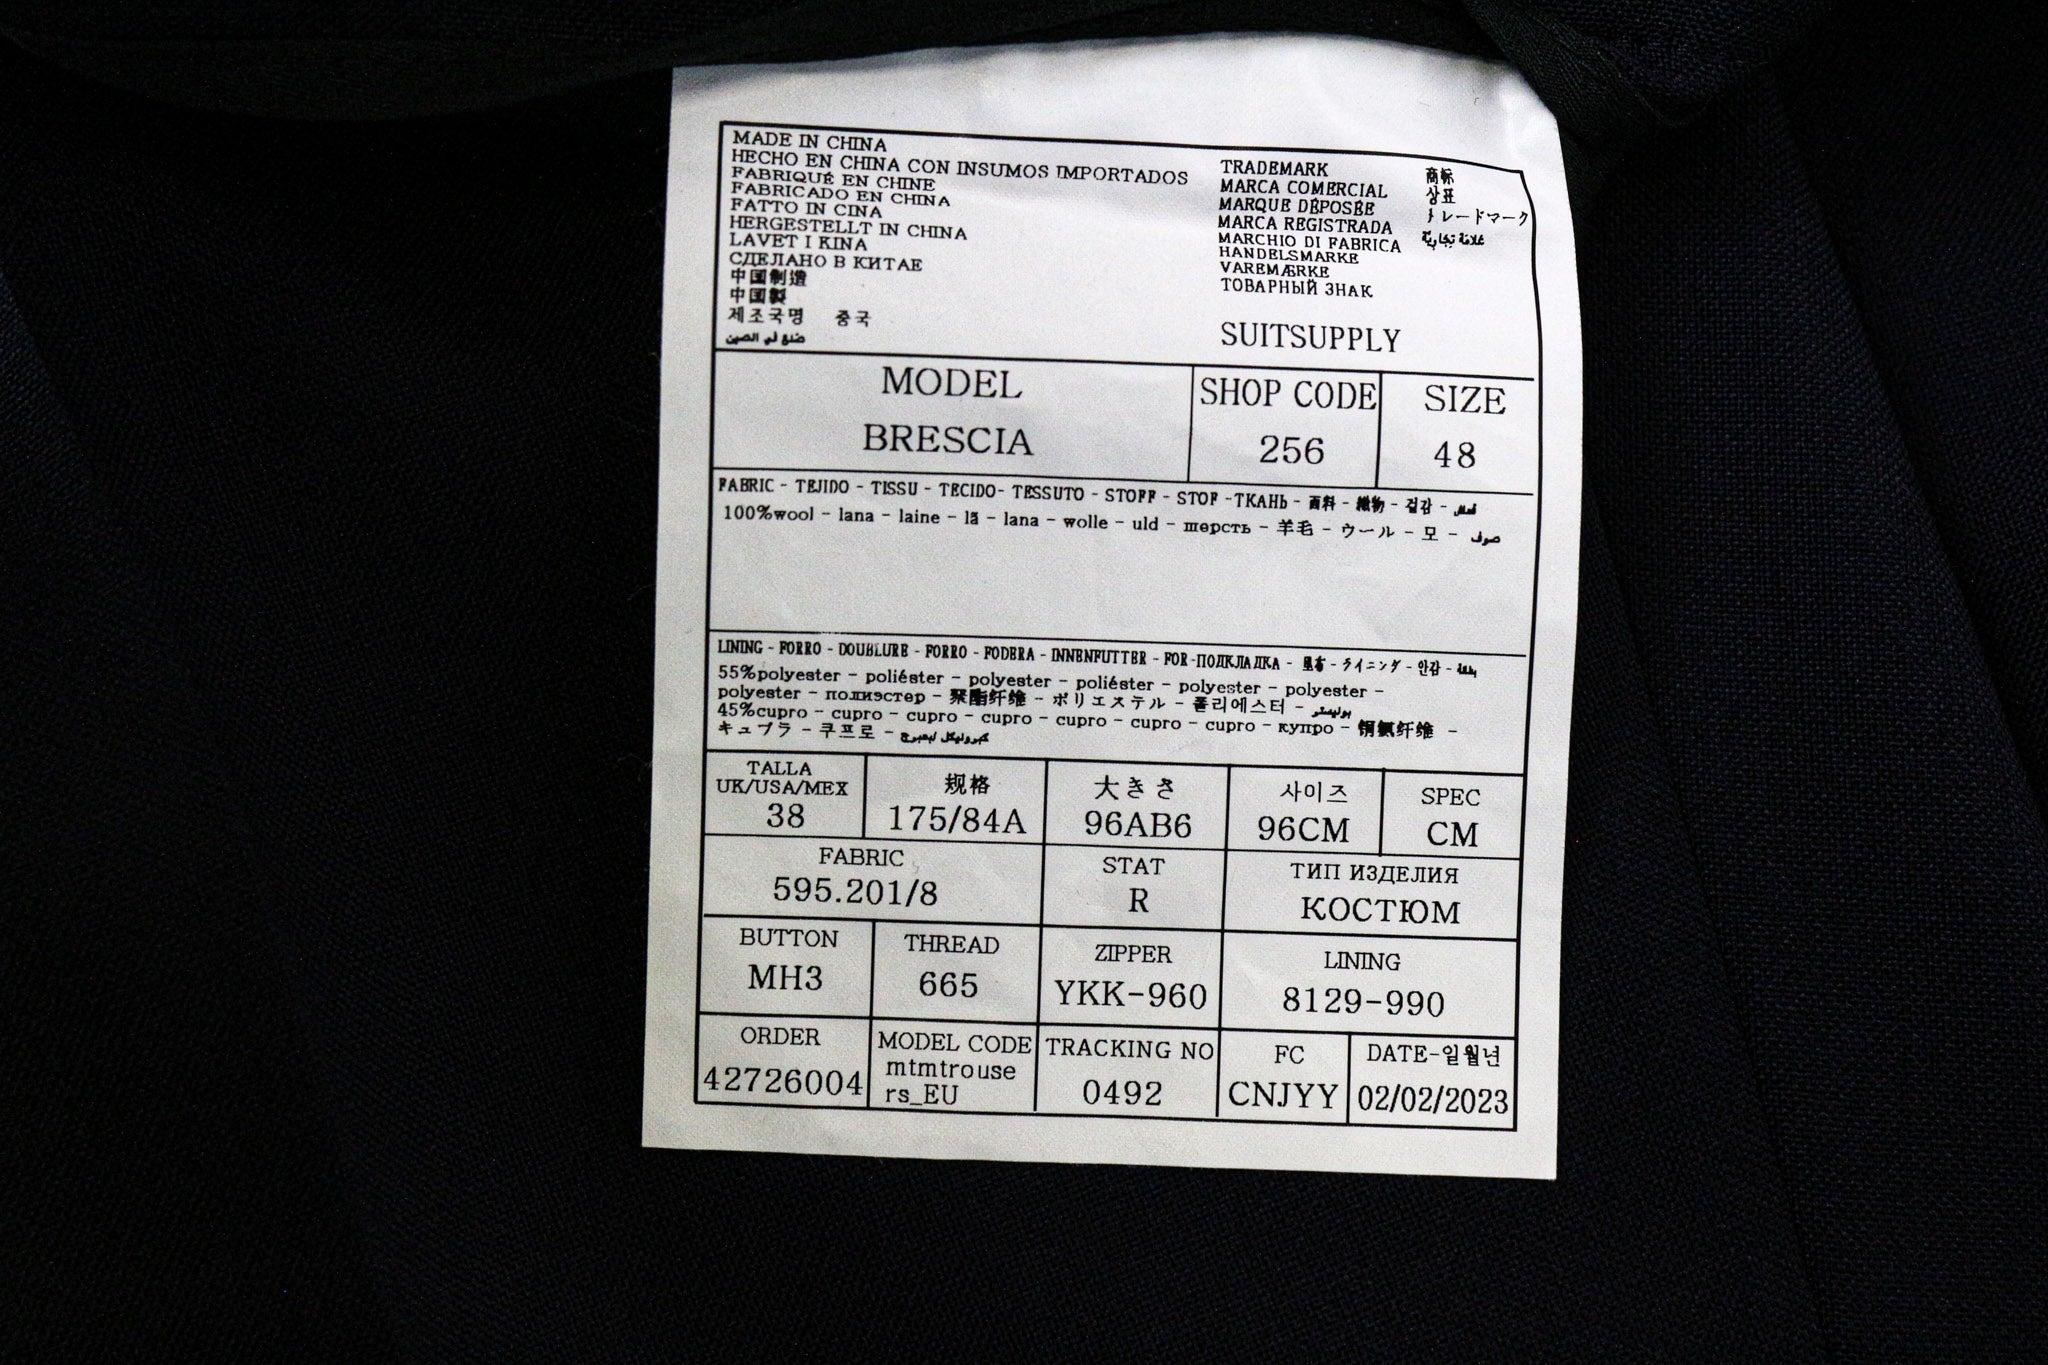 MADE IN CHINA
HECHO EN CHINA CON INSUMOS IMPORTADOS
FABRIQUÉ EN CHINE
FABRICADO EN CHINA
FATTO IN CINA
HERGESTELLT IN CHINA
LAVET I KINA
СДЕЛАНО В КИТАЕ
中国制造
中国製
제조국명 중국
صنع في الصين
TRADEMARK
MARCA COMERCIAL
MARQUE DÉPOSÉE
MARCA REGISTRADA
MARCHIO DI FABRICA
HANDELSMARKE
VAREMÆRKE
ТОВАРНЫЙ ЗНАК
商标
상표
トレードマーク
علامة تجارية
SUITSUPPLY
MODEL
BRESCIA
SHOP CODE
256
SIZE
48
FABRIC - TEJIDO - TISSU - TECIDO- TESSUTO - STOFF - STOF -ТКАНЬ - 面料 - 織物 - 겉감 -
100%wool - lana - laine - lã - lana - wolle - uld - шерсть - 羊毛 - ウール - 모 - صوف
LINING - FORRO - DOUBLURE - FORRO - FODERA - INNENFUTTER - FOR -ПОДКЛАДКА - 里布 - ライニング - 안감 -
55%polyester - poliéster - polyester - poliéster - polyester - polyester -
polyester - полиэстер - 聚酯纤维 - ポリエステル - 폴리에스터 - بوليستر
45%cupro - cupro - cupro - cupro - cupro - cupro - cupro - купро - 铜氨纤维 -
キュプラ - 쿠프로 -
TALLA
UK/USA/MEX
38
规格
175/84A
大きさ
96AB6
사이즈
96CM
SPEC
CM
FABRIC
595.201/8
STAT
R
ТИП ИЗДЕЛИЯ
КОСТЮМ
BUTTON
MH3
THREAD
665
ZIPPER
YKK-960
LINING
8129-990
ORDER
42726004
MODEL CODE
mtmtrouse
rs_EU
TRACKING NO
0492
FC
CNJYY
DATE-일월년
02/02/2023